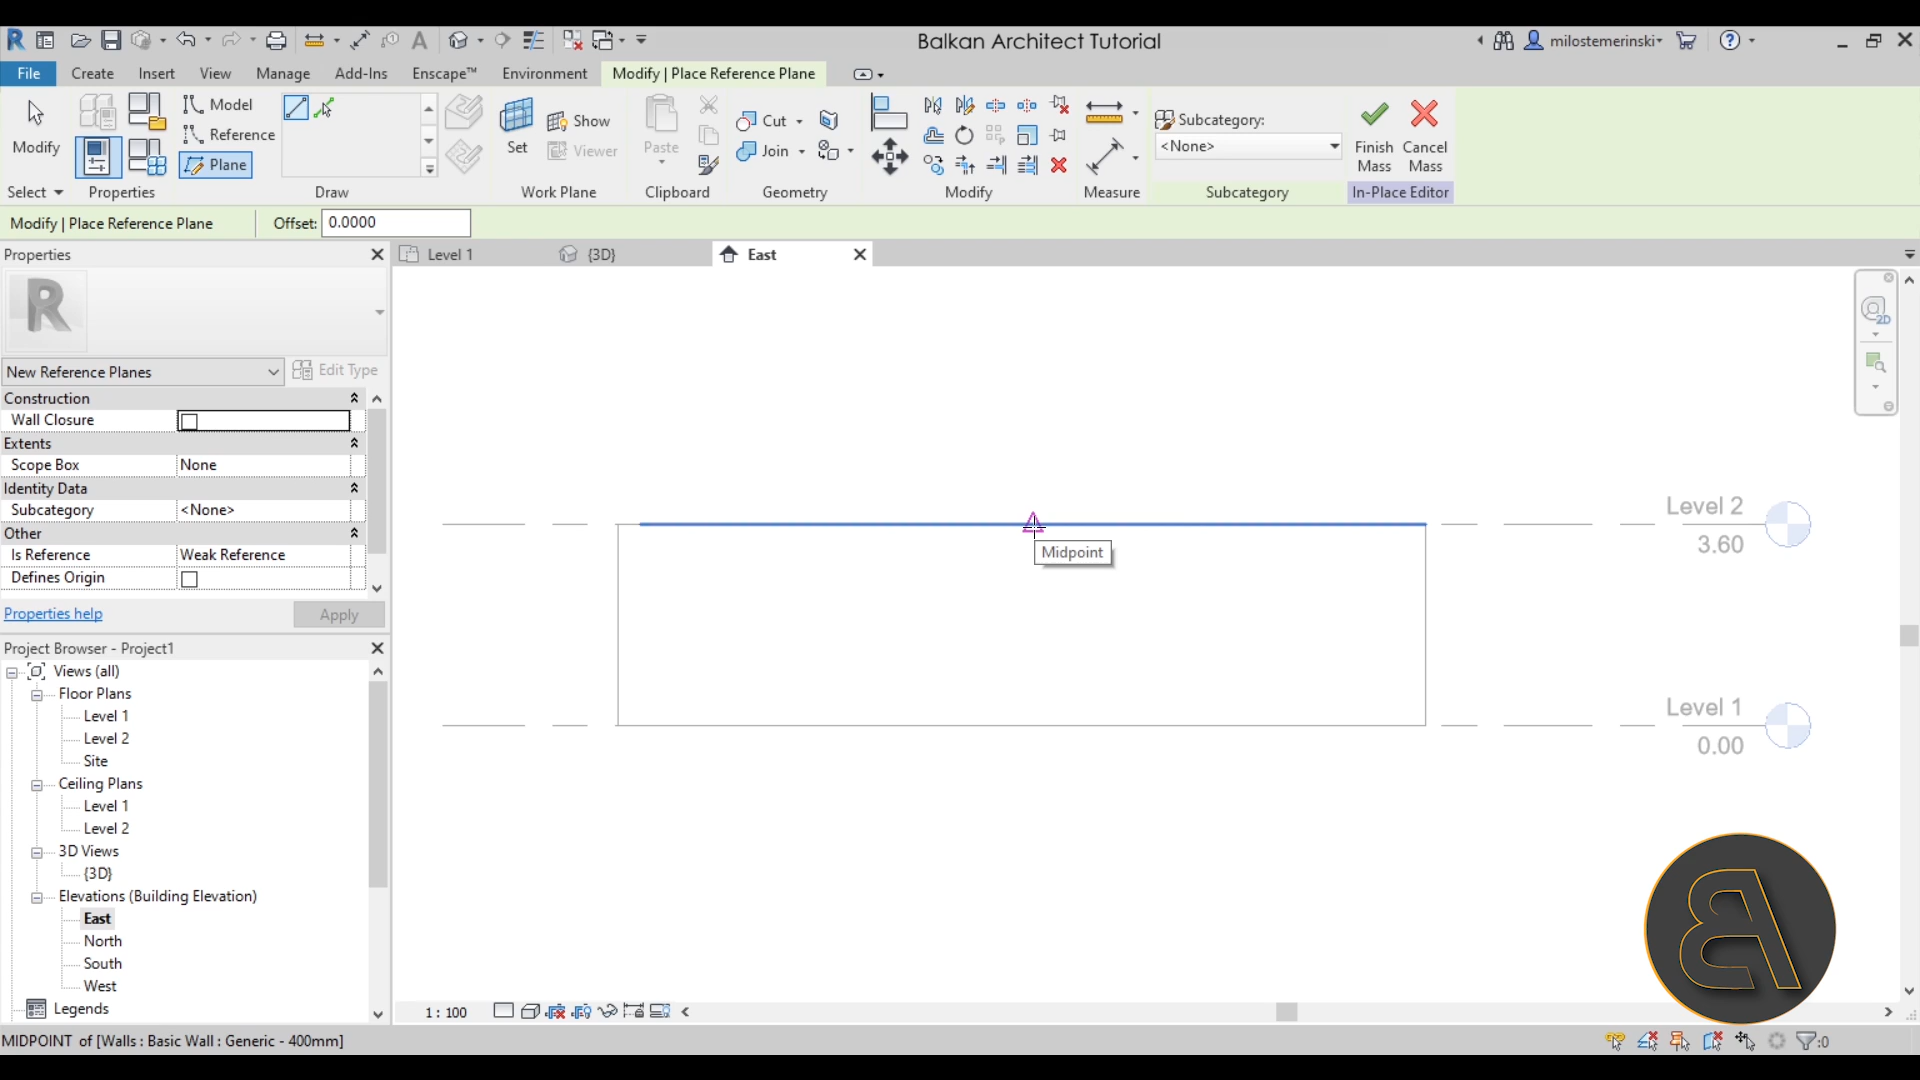 Balkan Architect Tutorial
milostemerinski
File Create Insert View Manage Add-Ins Enscape™ Environment Modify | Place Reference Plane
Modify
Model
Reference
Plane
Set
Show
Viewer
Paste
Cut
Join
Subcategory:
<None>
Finish Mass
Cancel Mass
Select Properties Draw Work Plane Clipboard Geometry Modify Measure Subcategory In-Place Editor
Modify | Place Reference Plane Offset: 0.0000
Properties
Level 1 {3D} East
R
New Reference Planes Edit Type
Construction
Wall Closure
Extents
Scope Box None
Identity Data
Subcategory <None>
Other
Is Reference Weak Reference
Defines Origin
Properties help Apply
Project Browser - Project1
Views (all)
Floor Plans
Level 1
Level 2
Site
Ceiling Plans
Level 1
Level 2
3D Views
{3D}
Elevations (Building Elevation)
East
North
South
West
Legends
Level 2
3.60
Midpoint
Level 1
0.00
2D
1 : 100
MIDPOINT of [Walls : Basic Wall : Generic - 400mm]
:0